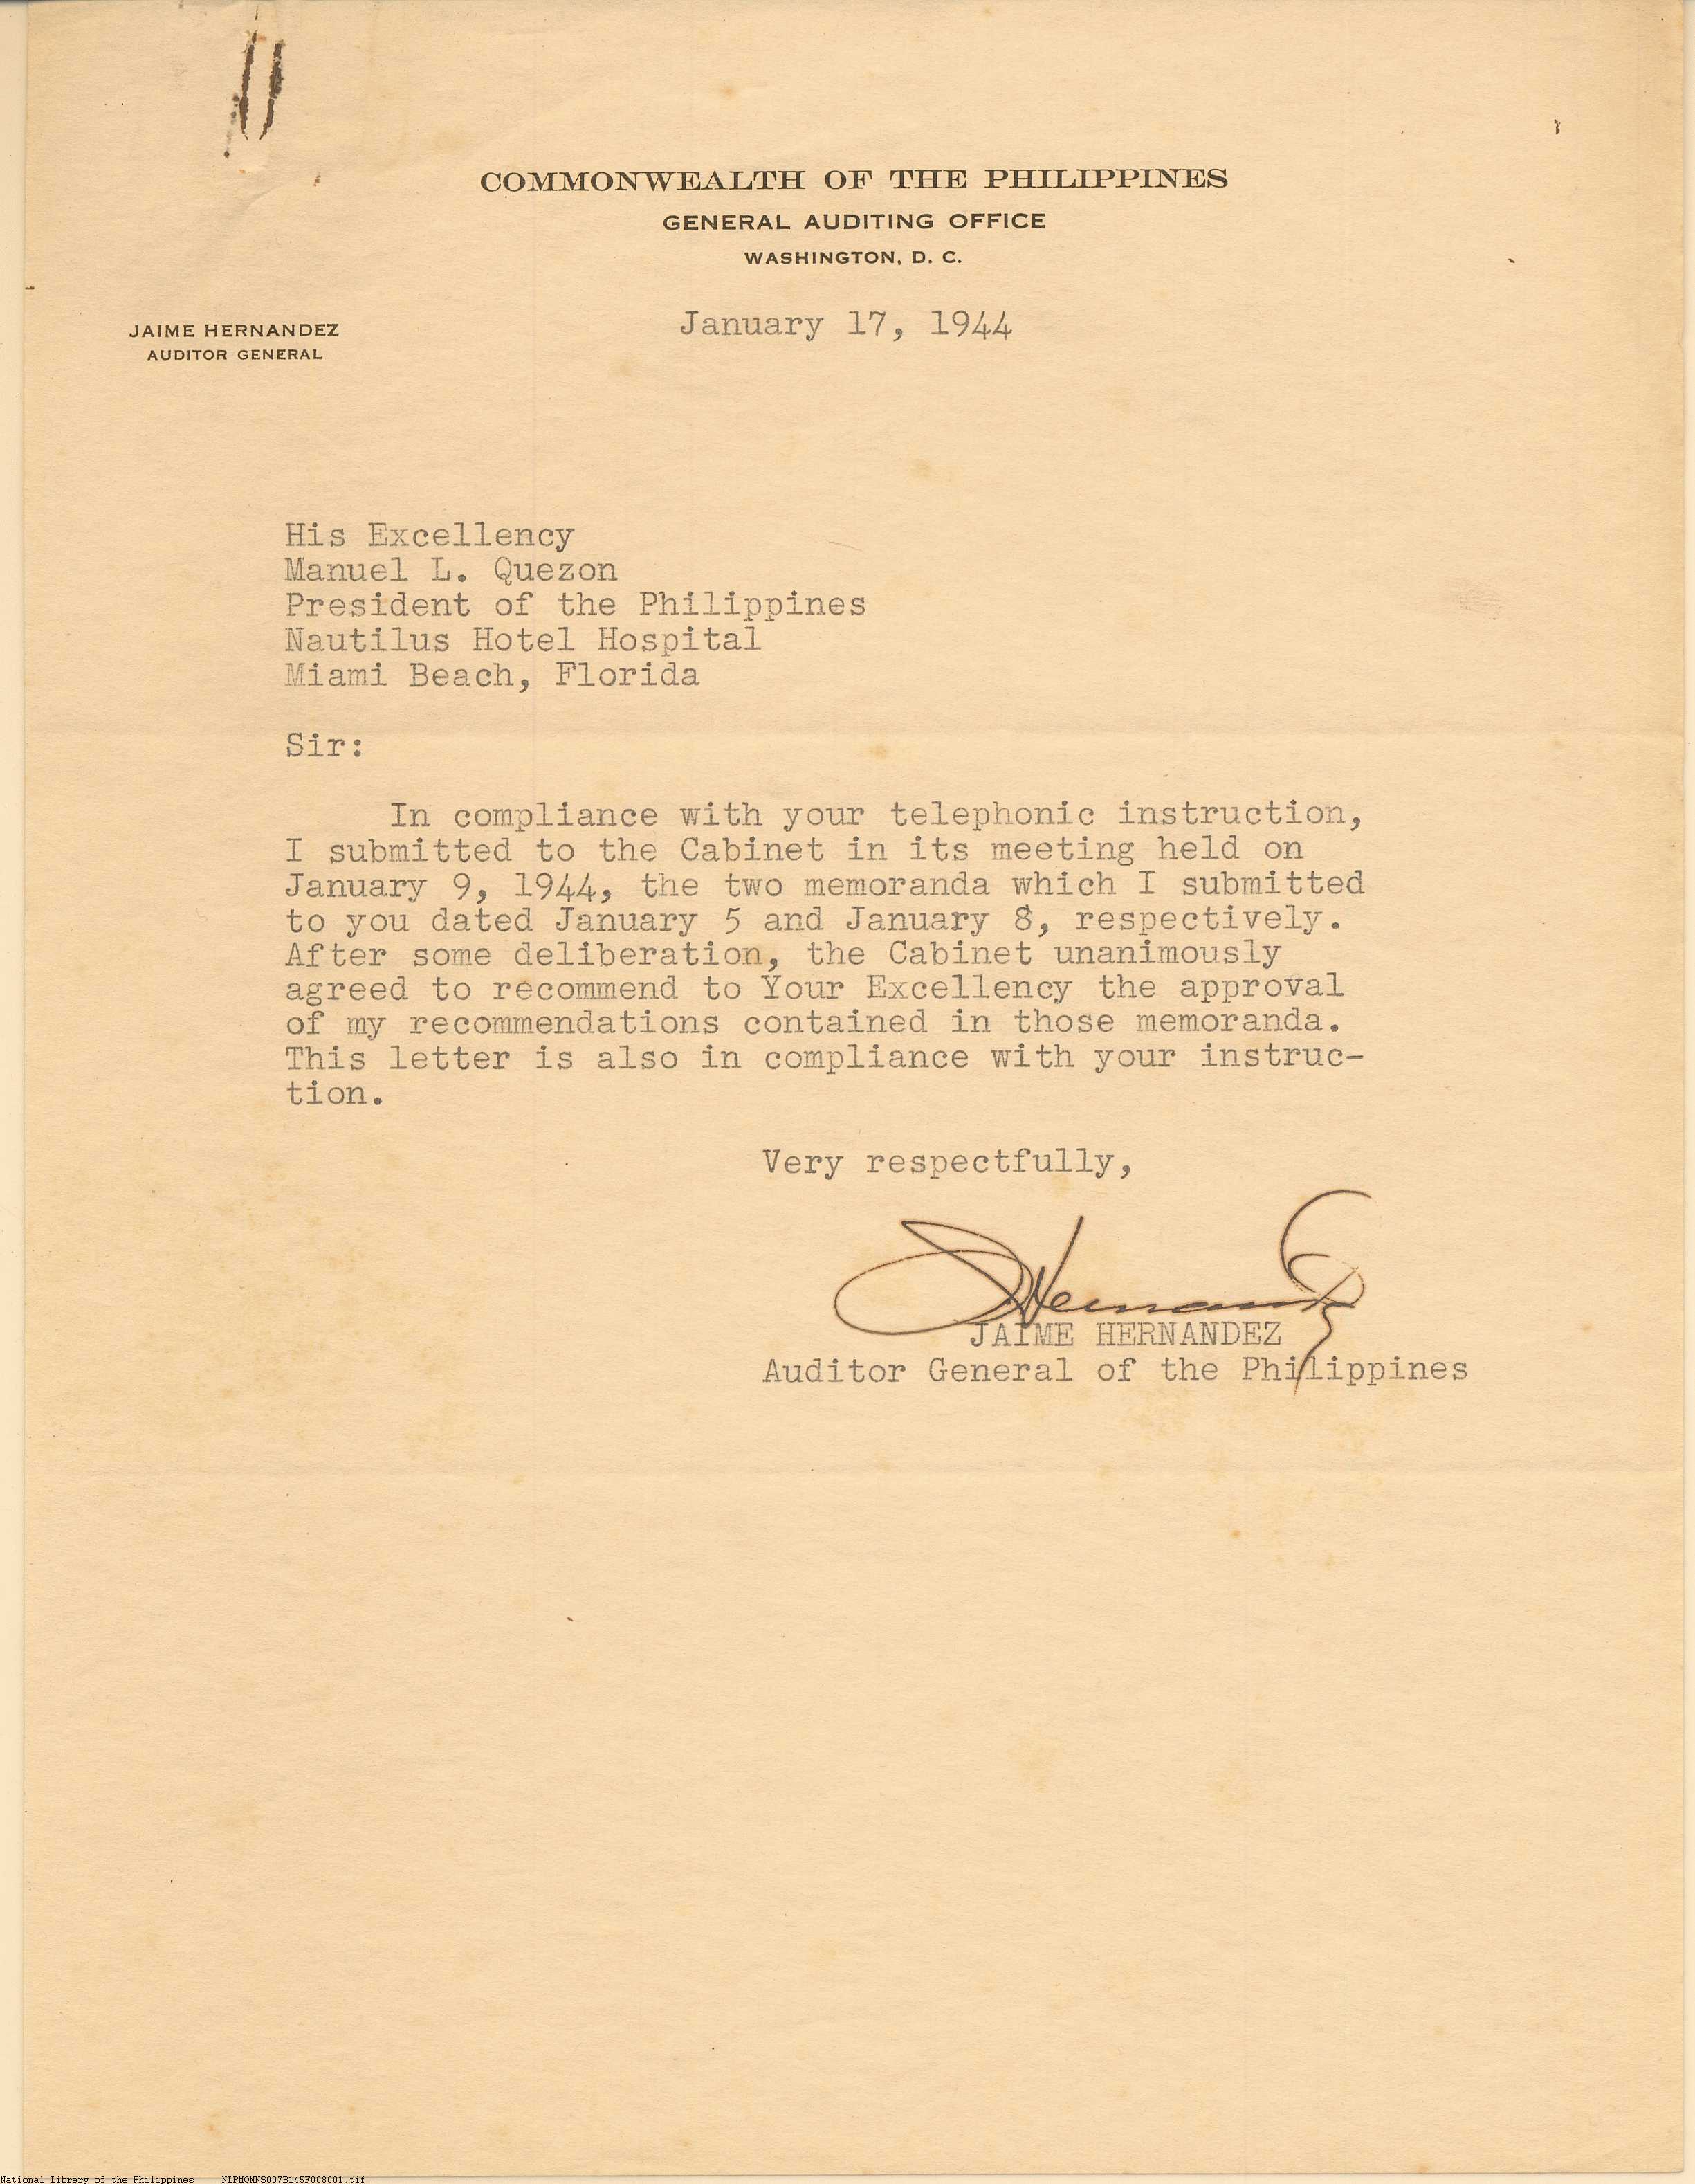 COMMONWEALTH OF THE PHILIPPINES
GENERAL AUDITING OFFICE
WASHINGTON, D. C.
JAIME HERNANDEZ
AUDITOR GENERAL
January 17, 1944
His Excellency
Manuel L. Quezon
President of the Philippines
Nautilus Hotel Hospital
Miami Beach, Florida
Sir:
In compliance with your telephonic instruction,
I submitted to the Cabinet in its meeting held on
January 9, 1944, the two memoranda which I submitted
to you dated January 5 and January 8, respectively.
After some deliberation, the Cabinet unanimously
agreed to recommend to Your Excellency the approval
of my recommendations contained in those memoranda.
This letter is also in compliance with your instruc-
tion.
Very respectfully,
JHernandez
JAIME HERNANDEZ
Auditor General of the Philippines
National Library of the Philippines NLPMQMNS007B145F008001.tif